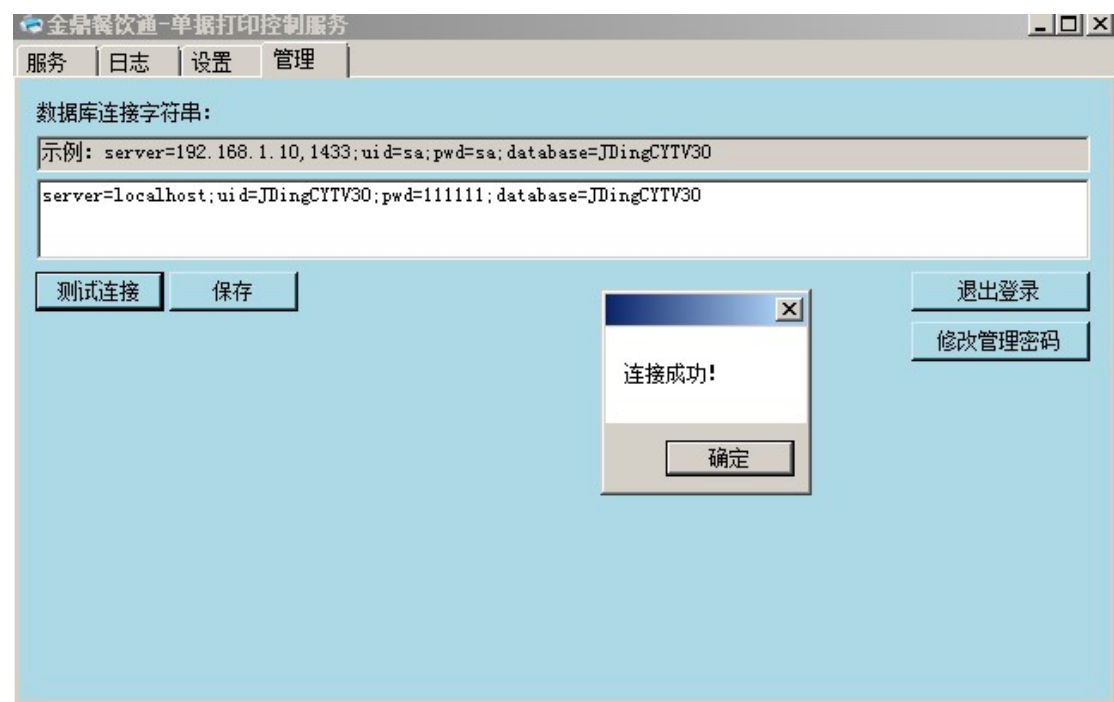 金鼎餐饮通-单据打印控制服务
服务 日志 设置 管理
数据库连接字符串:
示例: server=192.168.1.10,1433;uid=sa;pwd=sa;database=JDingCYTV30
server=localhost;uid=JDingCYTV30;pwd=111111;database=JDingCYTV30
测试连接 保存 退出登录
修改管理密码
连接成功!
确定